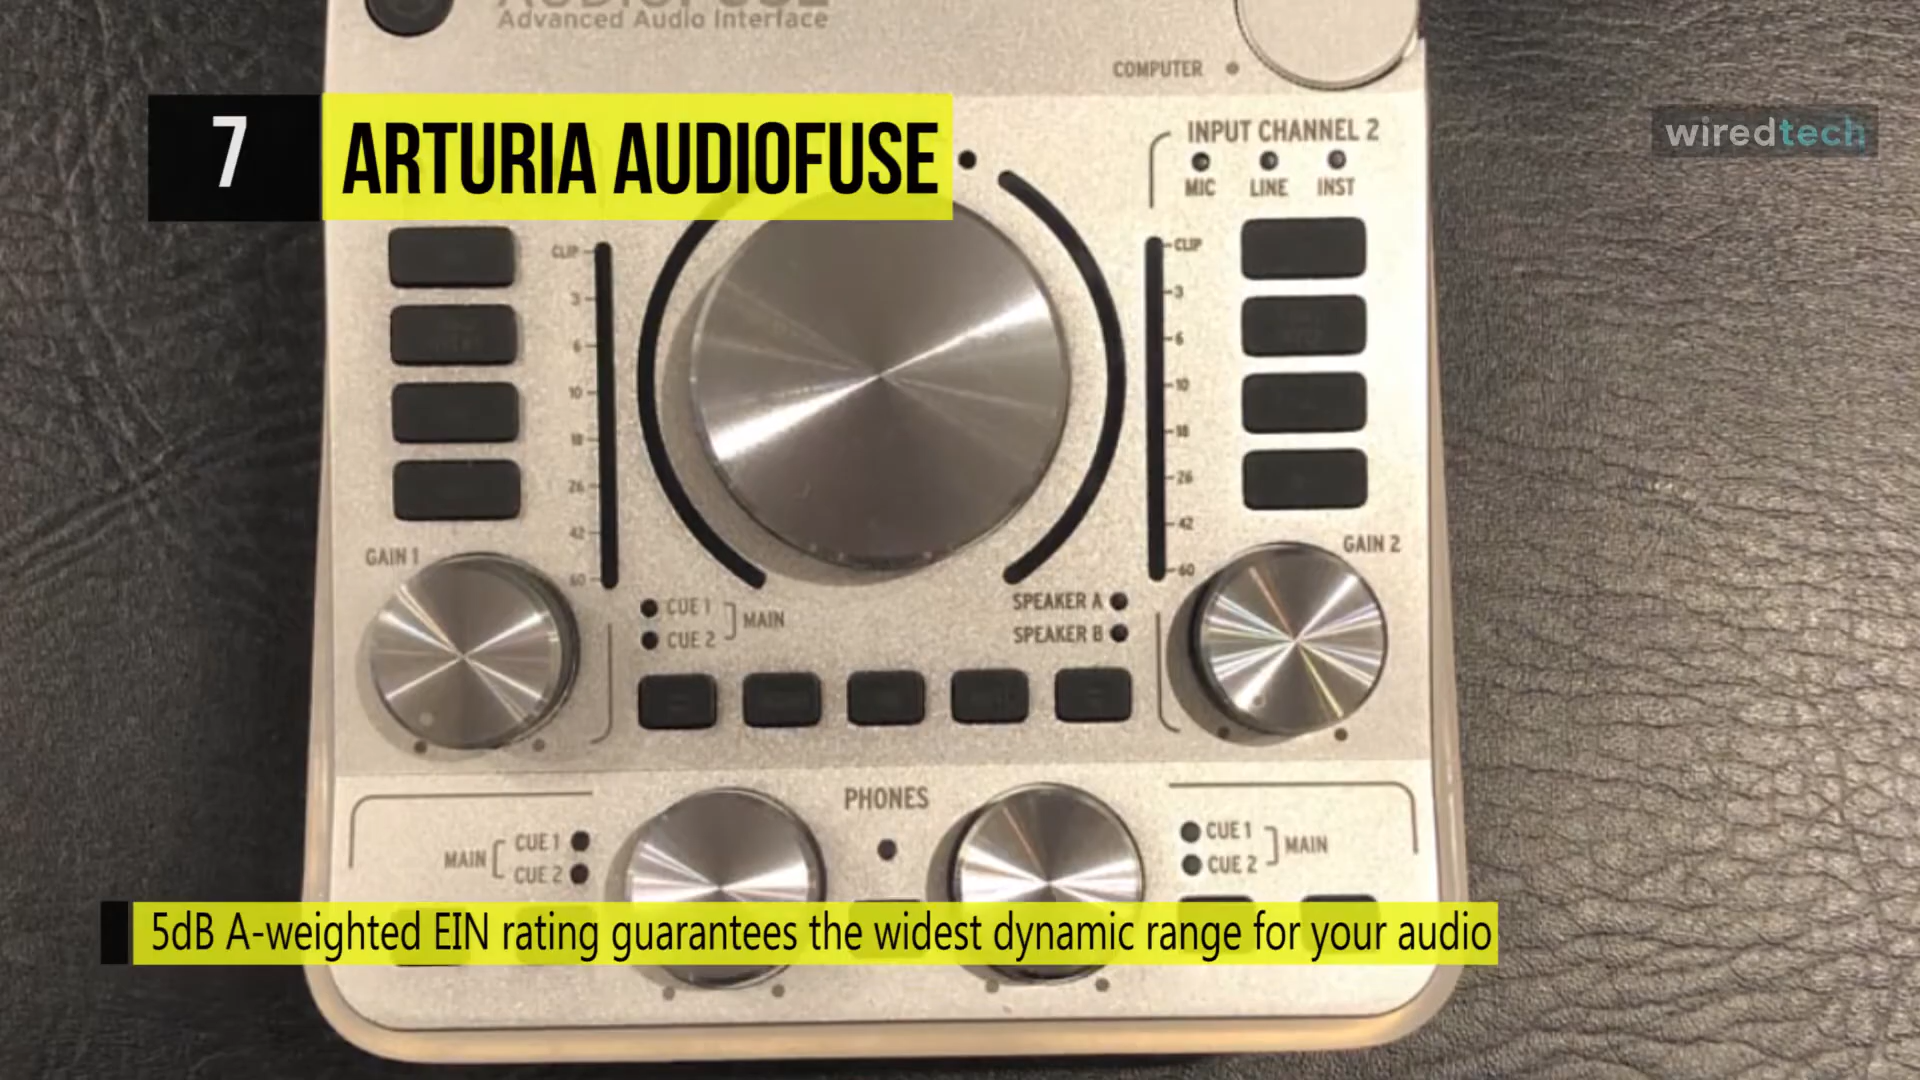 AUDIOFUSE
Advanced Audio Interface
COMPUTER
7
ARTURIA AUDIOFUSE
wiredtech
INPUT CHANNEL 2
MIC LINE INST
CLIP
3
6
10
18
26
42
60
CLIP
3
6
10
18
26
42
60
GAIN 1
GAIN 2
CUE 1
CUE 2
MAIN
SPEAKER A
SPEAKER B
PHONES
MAIN
CUE 1
CUE 2
CUE 1
CUE 2
MAIN
5dB A-weighted EIN rating guarantees the widest dynamic range for your audio